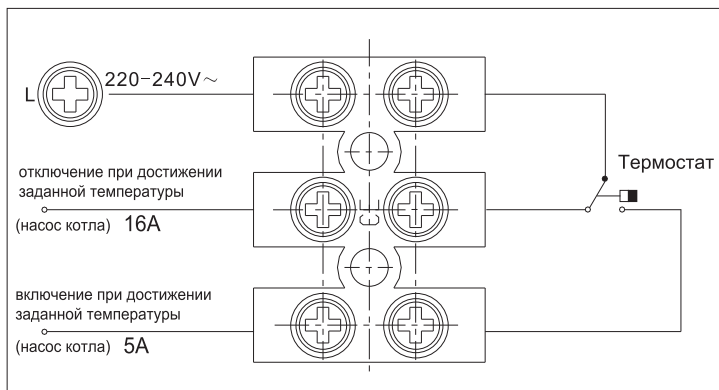 L
220-240V~
Термостат
отключение при достижении
заданной температуры
(насос котла) 16A
включение при достижении
заданной температуры
(насос котла) 5A